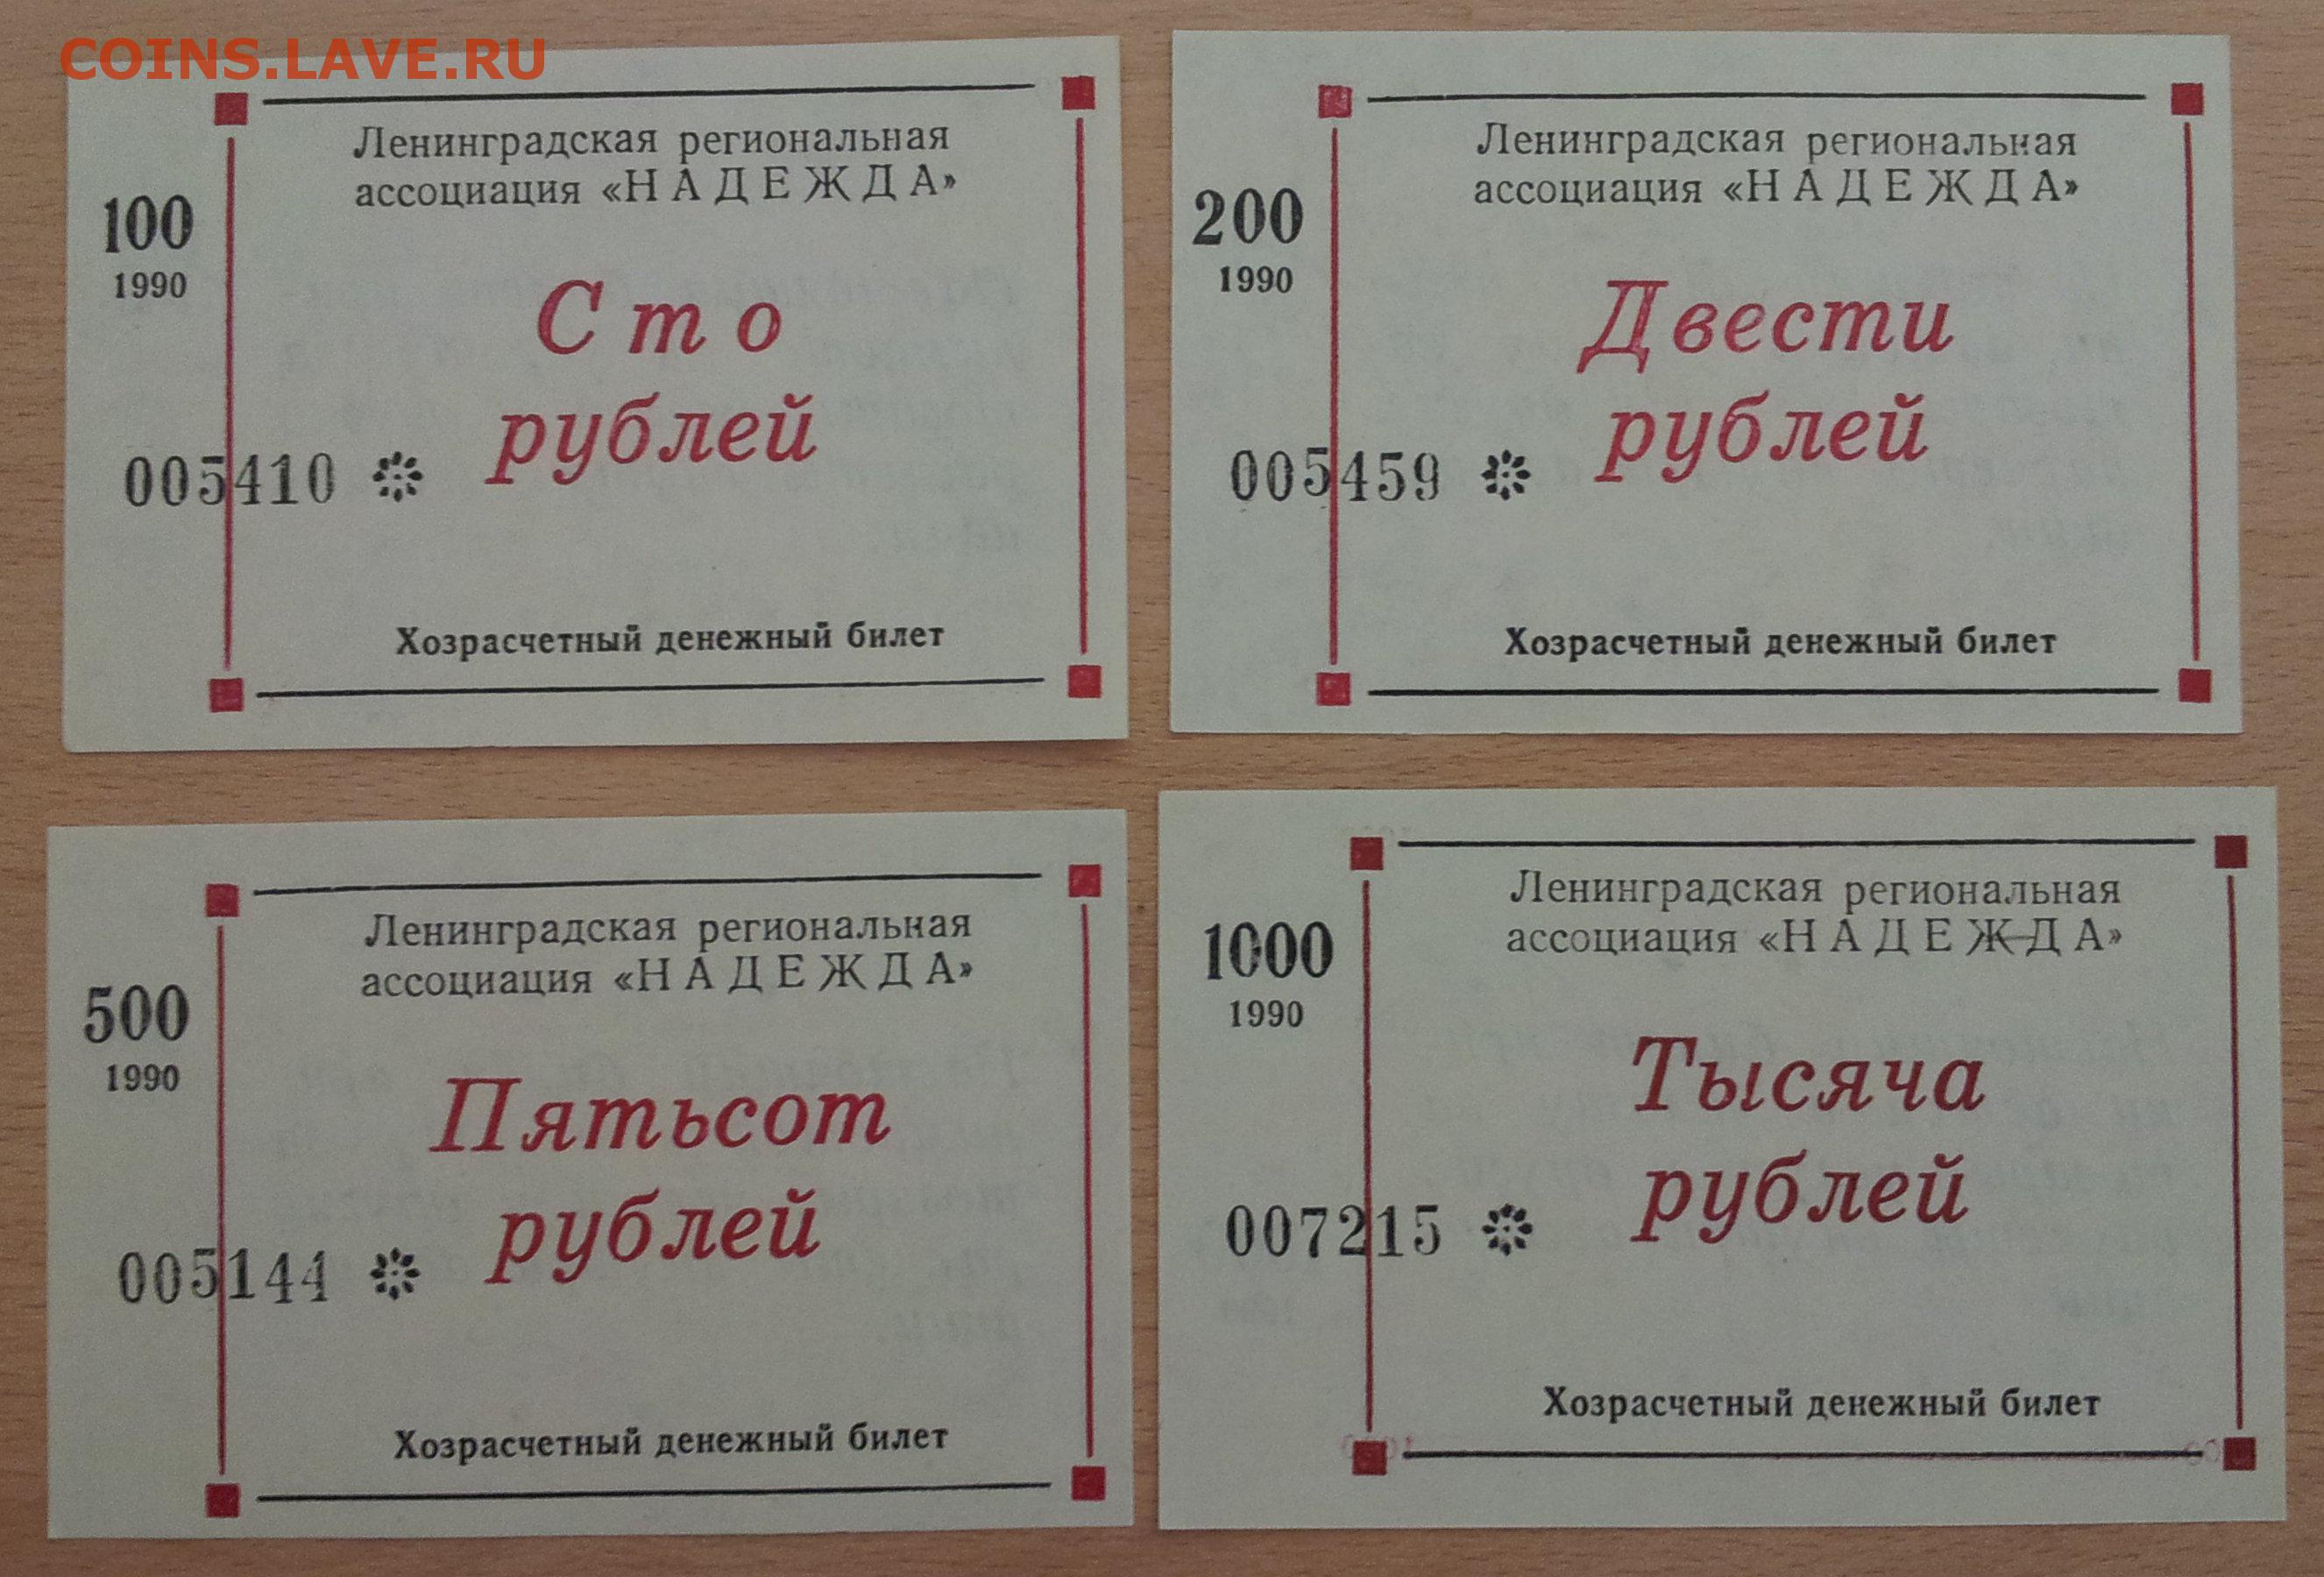 COINS.LAVE.RU
Ленинградская региональная
ассоциация «НАДЕЖДА»
100
1990
Сто
рублей
005410
Хозрасчетный денежный билет
Ленинградская региональная
ассоциация «НАДЕЖДА»
200
1990
Двести
рублей
005459
Хозрасчетный денежный билет
Ленинградская региональная
ассоциация «НАДЕЖДА»
500
1990
Пятьсот
рублей
005144
Хозрасчетный денежный билет
Ленинградская региональная
ассоциация «НАДЕЖДА»
1000
1990
Тысяча
рублей
007215
Хозрасчетный денежный билет